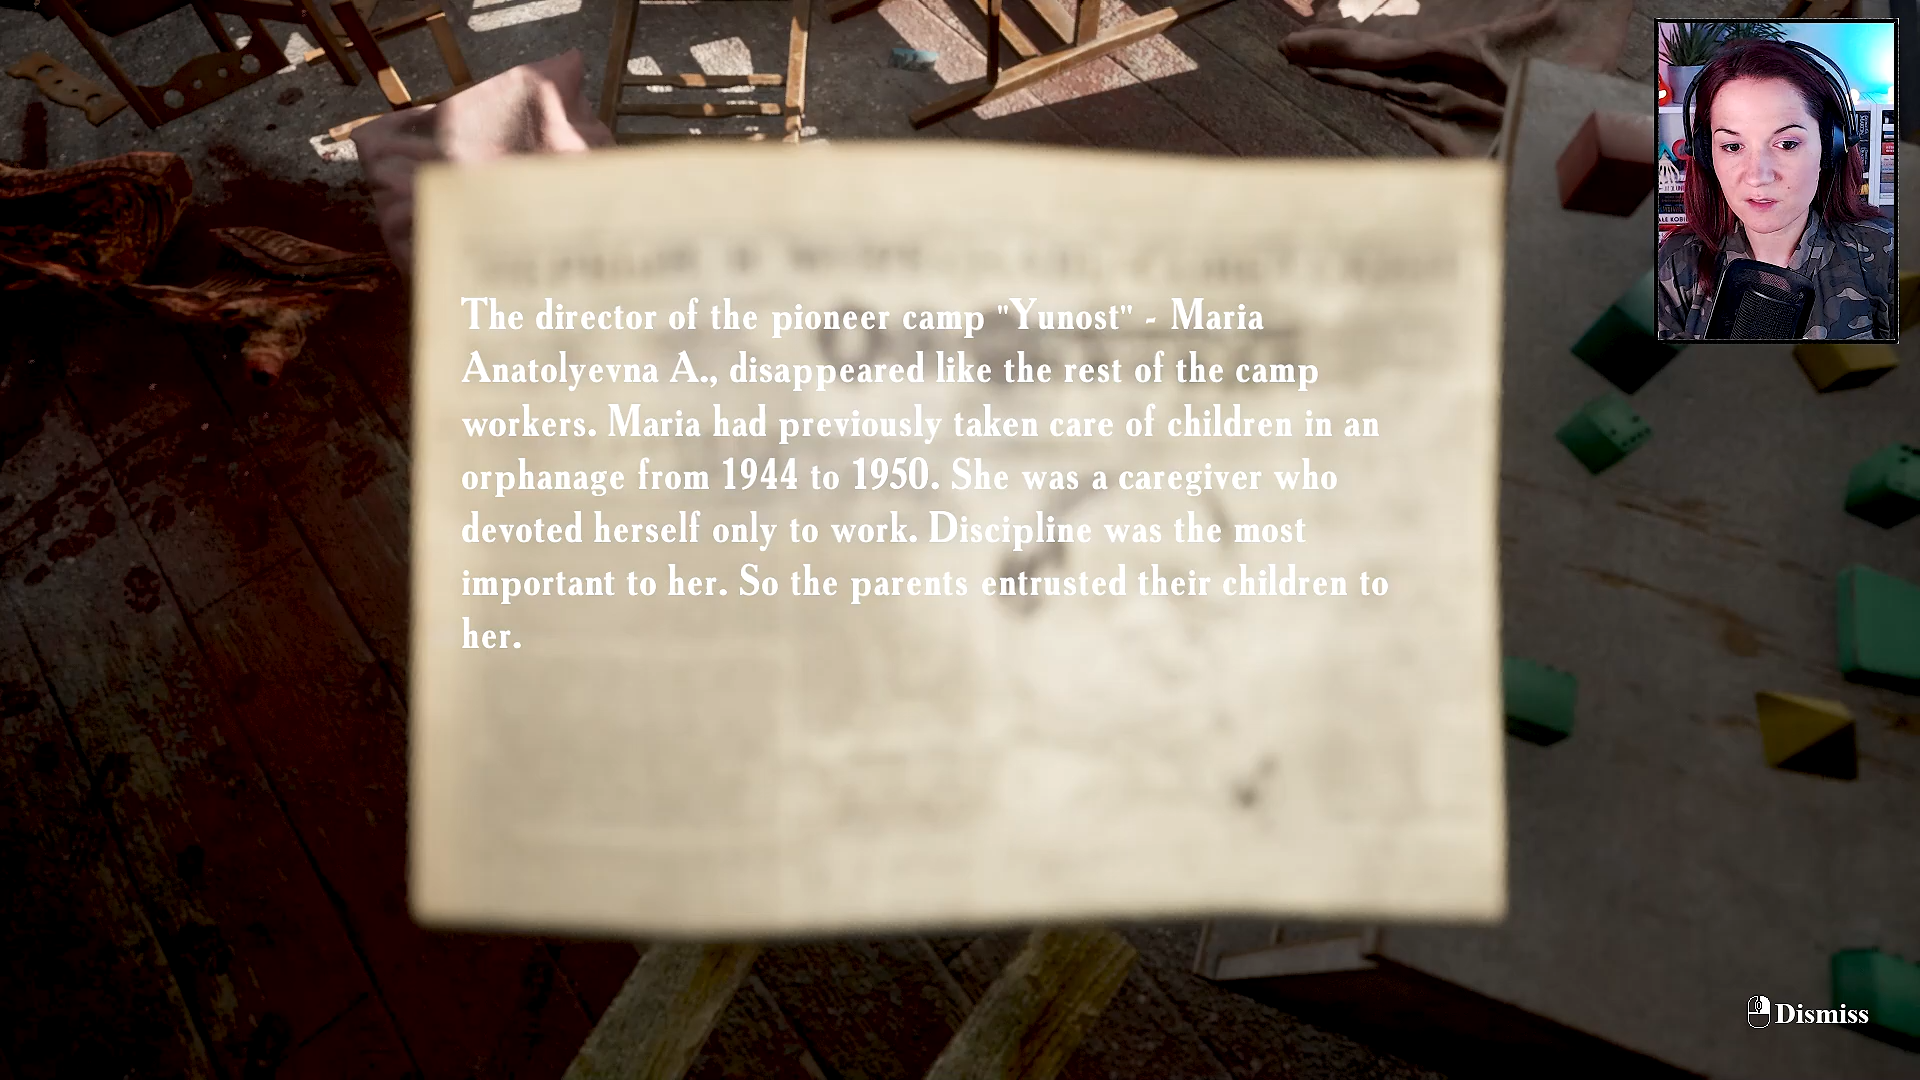 The director of the pioneer camp "Yunost" - Maria
Anatolyevna A., disappeared like the rest of the camp
workers. Maria had previously taken care of children in an
orphanage from 1944 to 1950. She was a caregiver who
devoted herself only to work. Discipline was the most
important to her. So the parents entrusted their children to
her.
Dismiss